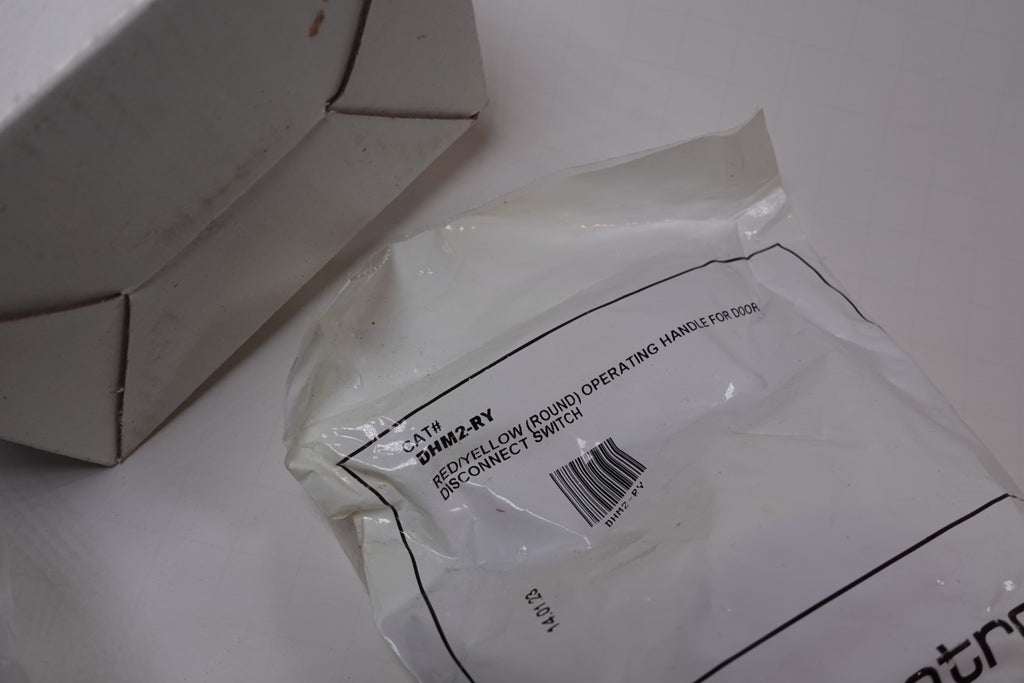 CAT#
DHM2-RY
RED/YELLOW (ROUND) OPERATING HANDLE FOR DOOR
DISCONNECT SWITCH
DHM2-RY
14.01.23